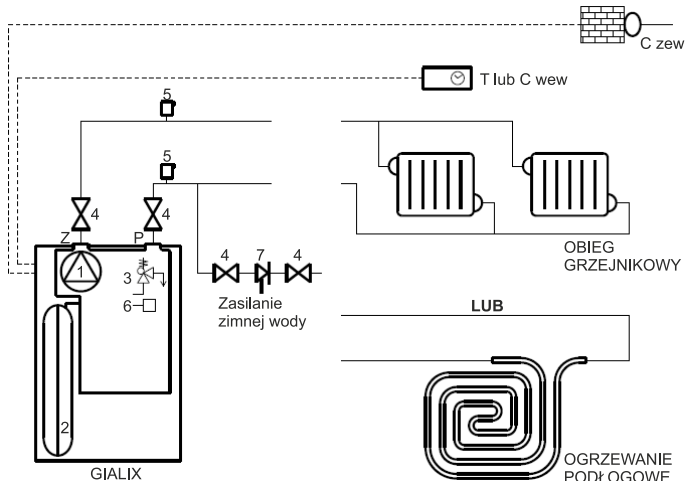 C zew
T lub C wew
5
5
4
4
Z
P
1
3
6
4
7
4
Zasilanie
zimnej wody
OBIEG
GRZEJNIKOWY
LUB
2
GIALIX
OGRZEWANIE
PODŁOGOWE